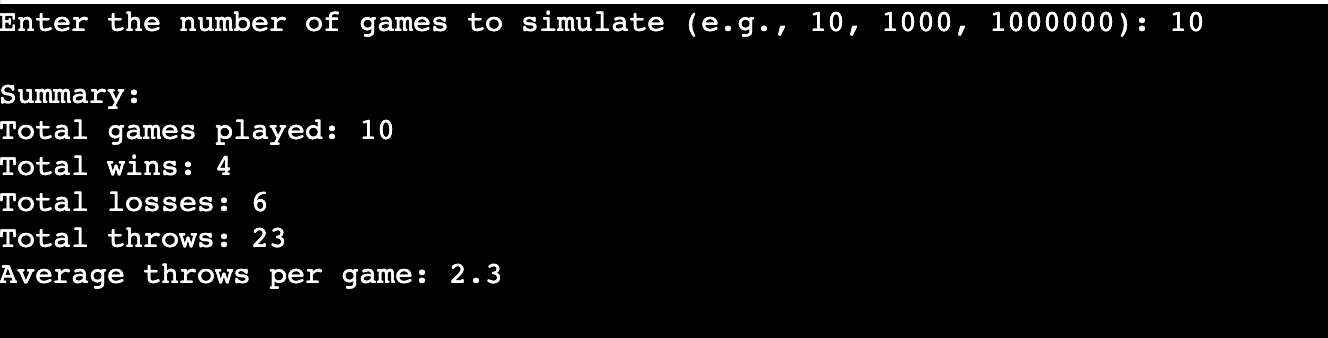 Enter the number of games to simulate (e.g., 10, 1000, 1000000): 10
Summary:
Total games played: 10
Total wins: 4
Total losses: 6
Total throws: 23
Average throws per game: 2.3